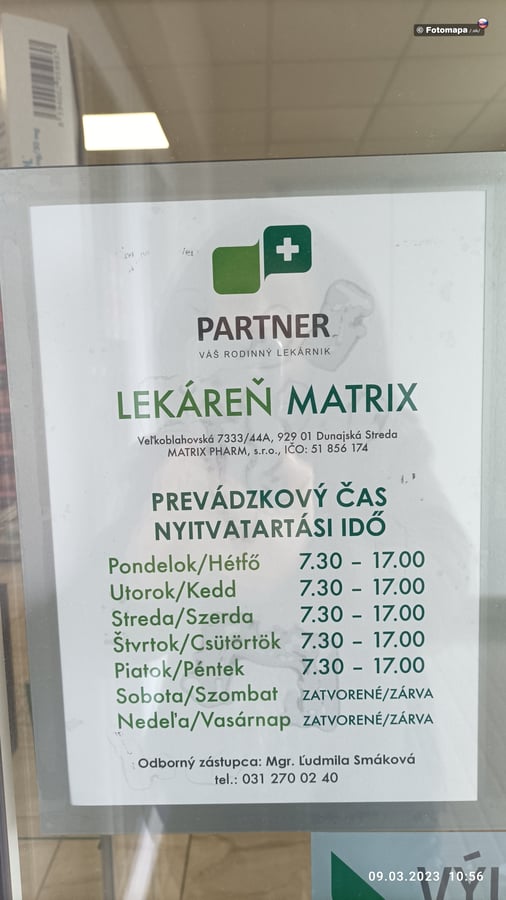 © Fotomapa /.sk/
PARTNER
VÁŠ RODINNÝ LEKÁRNIK
LEKÁREŇ MATRIX
Veľkoblahovská 7333/44A, 929 01 Dunajská Streda
MATRIX PHARM, s.r.o., IČO: 51 856 174
PREVÁDZKOVÝ ČAS
NYITVATARTÁSI IDŐ
Pondelok/Hétfő 7.30 – 17.00
Utorok/Kedd 7.30 – 17.00
Streda/Szerda 7.30 – 17.00
Štvrtok/Csütörtök 7.30 – 17.00
Piatok/Péntek 7.30 – 17.00
Sobota/Szombat ZATVORENÉ/ZÁRVA
Nedeľa/Vasárnap ZATVORENÉ/ZÁRVA
Odborný zástupca: Mgr. Ľudmila Smáková
tel.: 031 270 02 40
09.03.2023 10:56